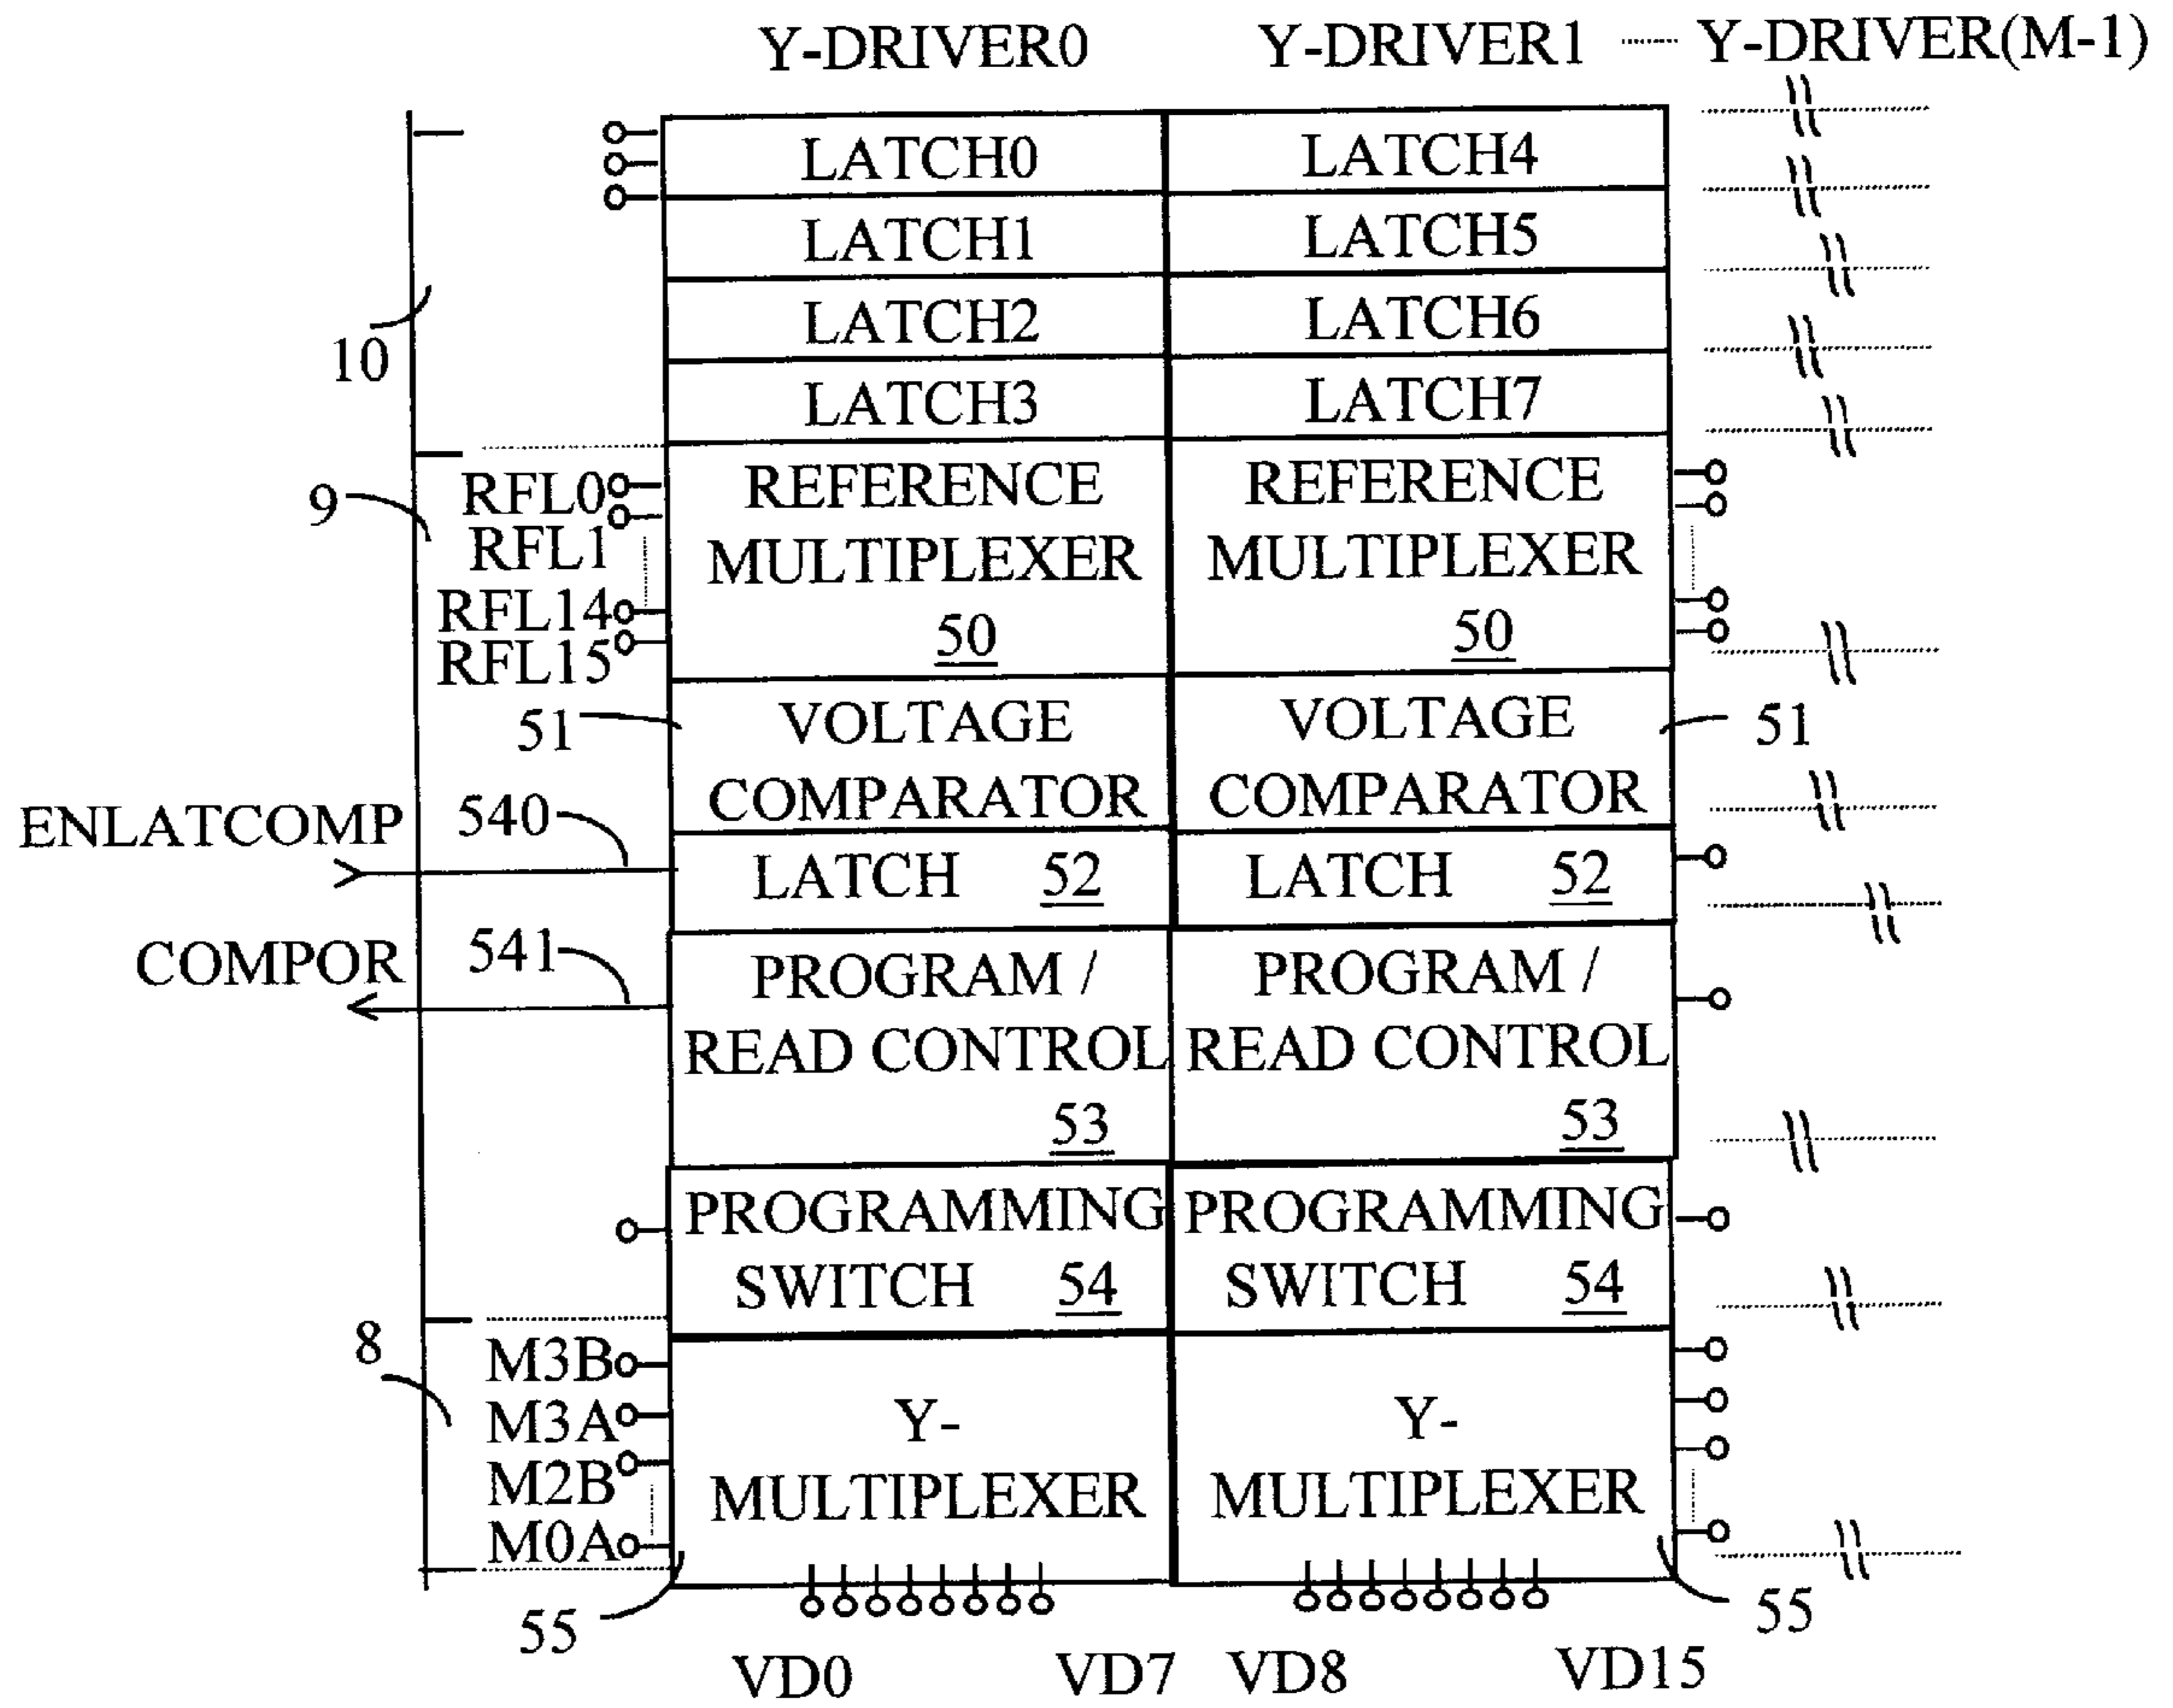 Y-DRIVER0 Y-DRIVER1 Y-DRIVER(M-1)
LATCH0 LATCH4
LATCH1 LATCH5
LATCH2 LATCH6
10
LATCH3 LATCH7
9
RFL0
RFL1
RFL14
RFL15
REFERENCE
MULTIPLEXER
50
REFERENCE
MULTIPLEXER
50
51
VOLTAGE
COMPARATOR
VOLTAGE
COMPARATOR
51
ENLATCOMP 540
LATCH 52 LATCH 52
COMPOR 541
PROGRAM /
READ CONTROL
53
PROGRAM /
READ CONTROL
53
PROGRAMMING
SWITCH 54
PROGRAMMING
SWITCH 54
8
M3B
M3A
M2B
M0A
Y-
MULTIPLEXER
Y-
MULTIPLEXER
55 55
VD0 VD7 VD8 VD15